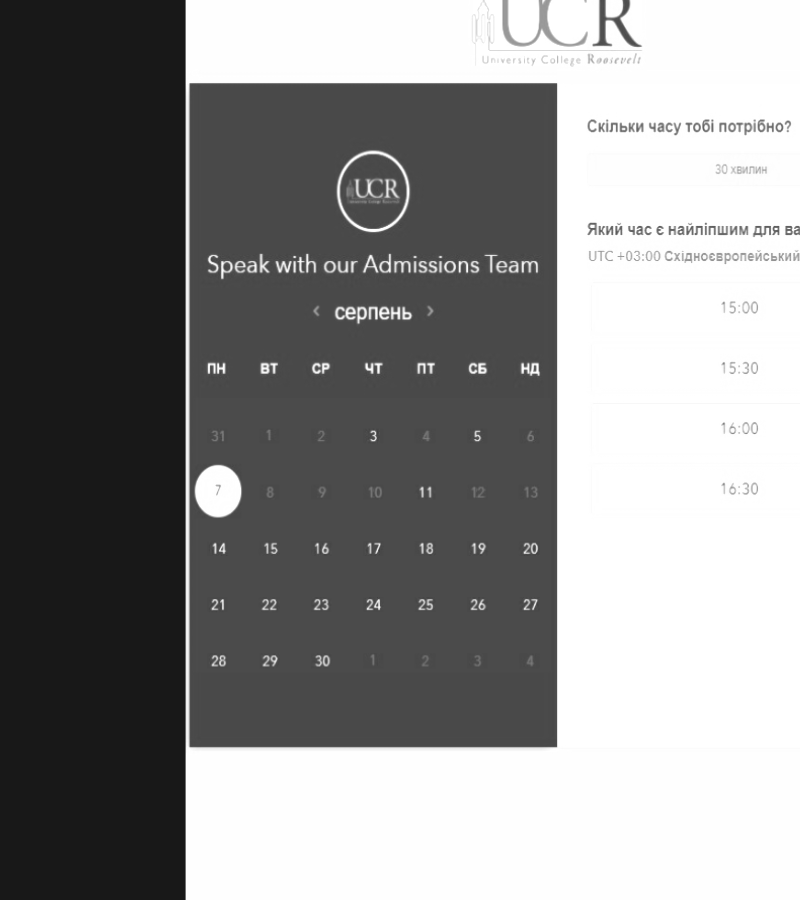 UCR
University College Roosevelt
UCR
Speak with our Admissions Team
‹ серпень ›
ПН ВТ СР ЧТ ПТ СБ НД
31 1 2 3 4 5 6
7 8 9 10 11 12 13
14 15 16 17 18 19 20
21 22 23 24 25 26 27
28 29 30 1 2 3 4
Скільки часу тобі потрібно?
30 хвилин
Який час є найліпшим для ва
UTC +03:00 Східноєвропейський
15:00
15:30
16:00
16:30